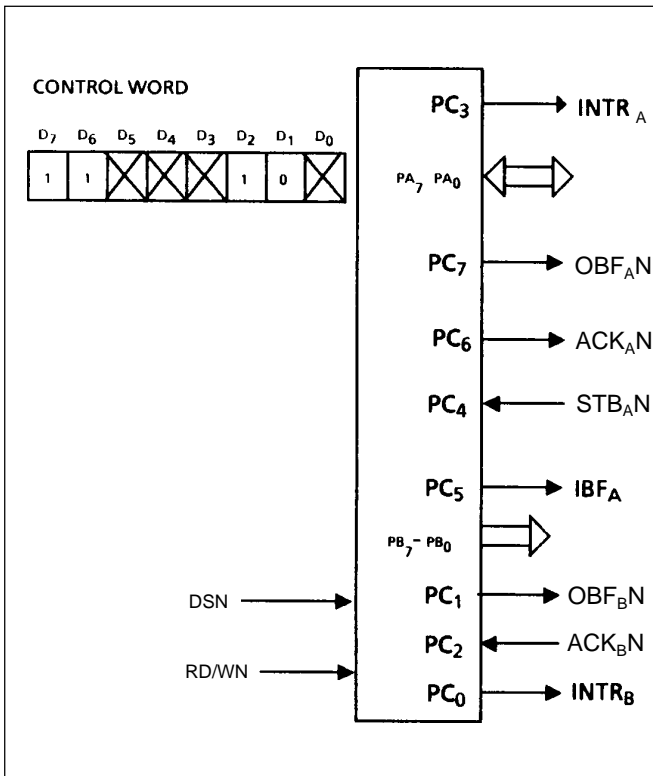 CONTROL WORD
D7 D6 D5 D4 D3 D2 D1 D0
1 1 1 0
PC3 INTR A
PA7 PA0
PC7 OBFAN
PC6 ACKAN
PC4 STBAN
PC5 IBFA
PB7– PB0
DSN
PC1 OBFBN
PC2 ACKBN
RD/WN
PC0 INTRB